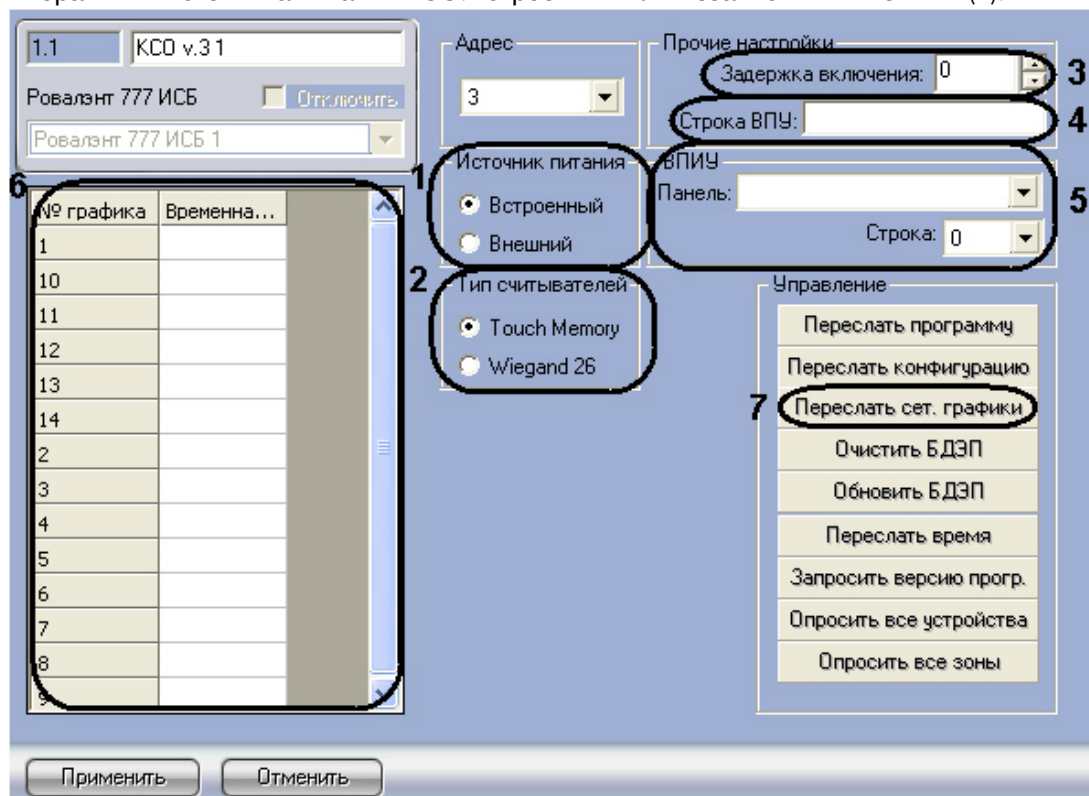 1.1 КСО v.3 1
Ровалэнт 777 ИСБ Отключить
Ровалэнт 777 ИСБ 1
Адрес
3
Прочие настройки
Задержка включения: 0
3
Строка ВПУ:
4
1
Источник питания
Встроенный
Внешний
ВПИУ
Панель:
Строка: 0
5
2
Тип считывателей
Touch Memory
Wiegand 26
6
№ графика Временна...
1
10
11
12
13
14
2
3
4
5
6
7
8
9
Управление
Переслать программу
Переслать конфигурацию
7
Переслать сет. графики
Очистить БДЭП
Обновить БДЭП
Переслать время
Запросить версию прогр.
Опросить все устройства
Опросить все зоны
Применить Отменить